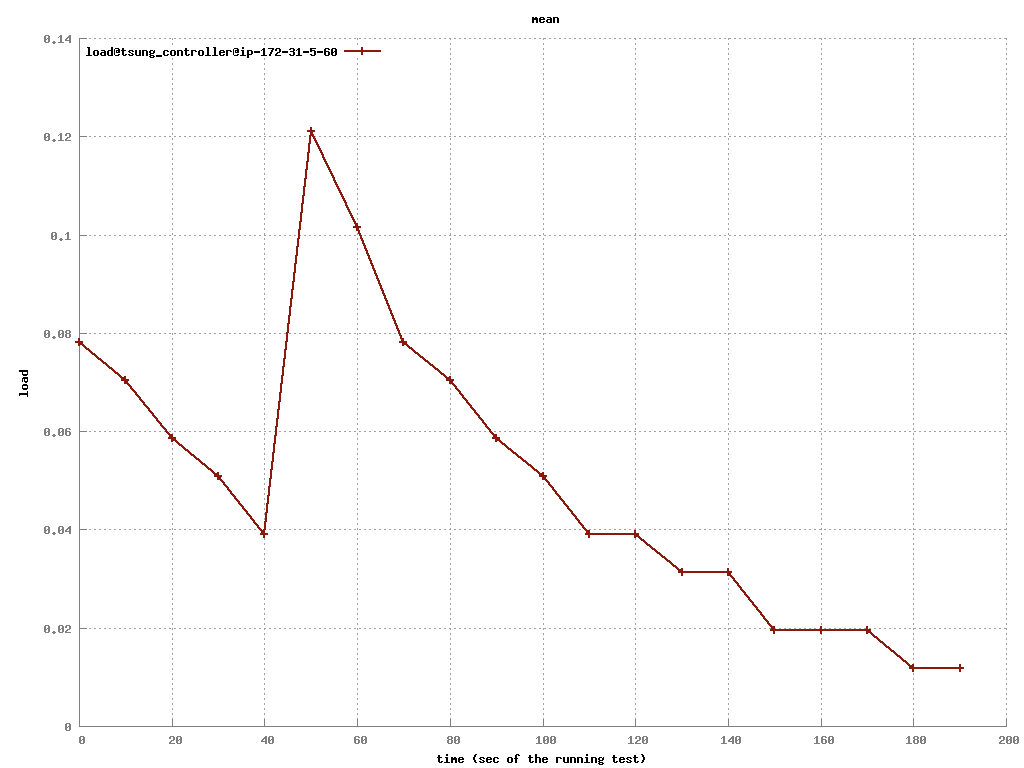 mean
load@tsung_controller@ip-172-31-5-60
0.14
0.12
0.1
0.08
0.06
0.04
0.02
0
load
0 20 40 60 80 100 120 140 160 180 200
time (sec of the running test)